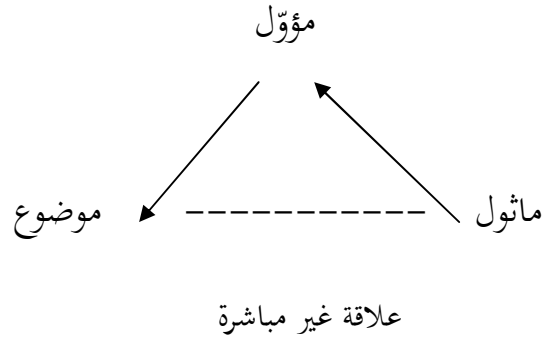 مؤوّل
ماثول
موضوع
علاقة غير مباشرة